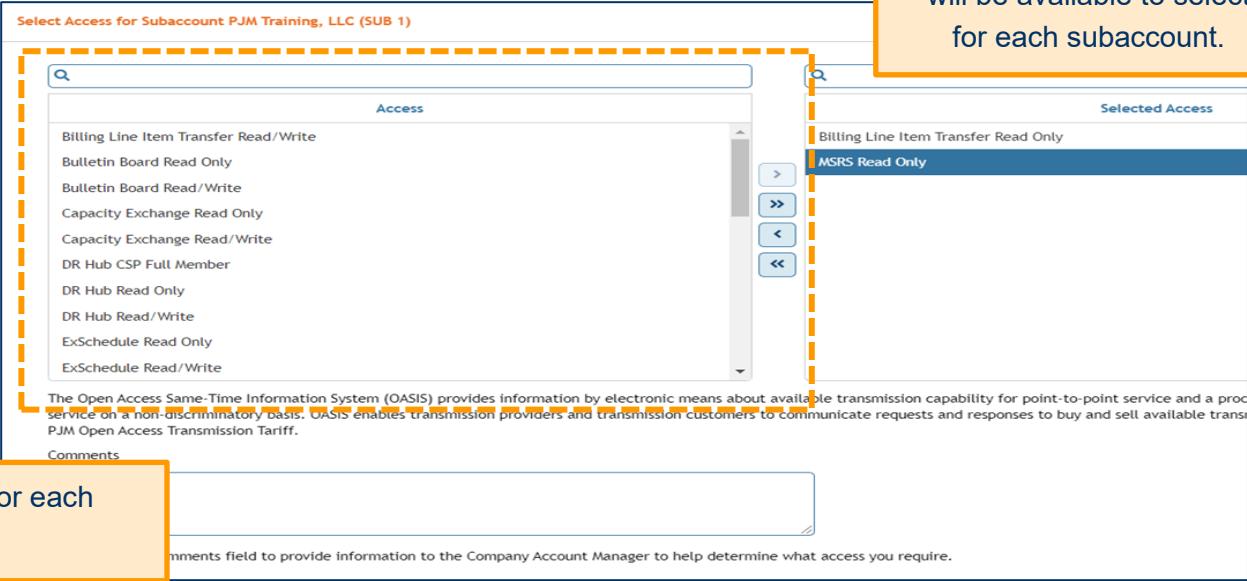 will be available to select
for each subaccount.
Select Access for Subaccount PJM Training, LLC (SUB 1)
Access
Billing Line Item Transfer Read/Write
Bulletin Board Read Only
Bulletin Board Read/Write
Capacity Exchange Read Only
Capacity Exchange Read/Write
DR Hub CSP Full Member
DR Hub Read Only
DR Hub Read/Write
ExSchedule Read Only
ExSchedule Read/Write
>
>>
<
<<
Selected Access
Billing Line Item Transfer Read Only
MSRS Read Only
The Open Access Same-Time Information System (OASIS) provides information by electronic means about available transmission capability for point-to-point service and a proc
service on a non-discriminatory basis. OASIS enables transmission providers and transmission customers to communicate requests and responses to buy and sell available trans
PJM Open Access Transmission Tariff.
Comments
or each
mments field to provide information to the Company Account Manager to help determine what access you require.